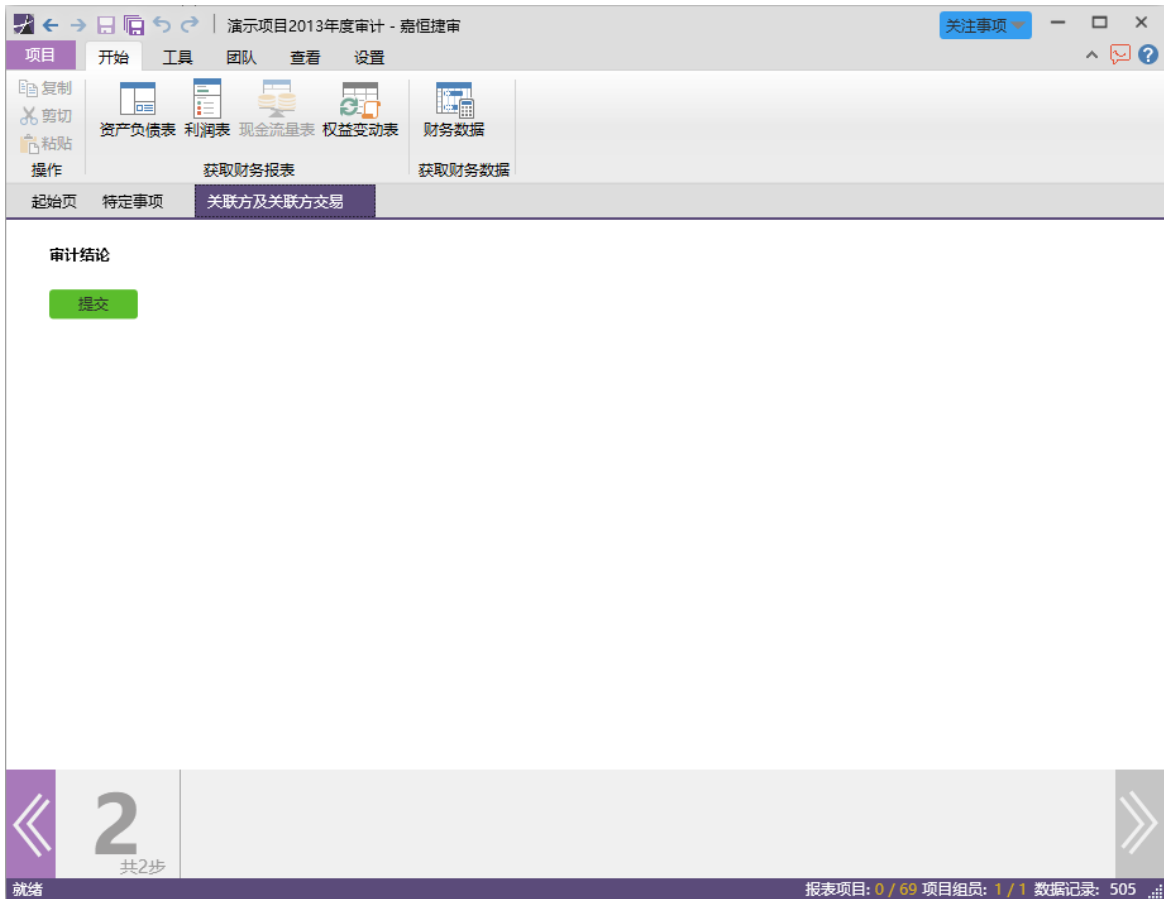 演示项目2013年度审计 - 嘉恒捷审
关注事项
项目 开始 工具 团队 查看 设置
复制
剪切
粘贴
资产负债表 利润表 现金流量表 权益变动表 财务数据
操作 获取财务报表 获取财务数据
起始页 特定事项 关联方及关联方交易
审计结论
提交
2
共2步
就绪 报表项目: 0 / 69 项目组员: 1 / 1 数据记录: 505